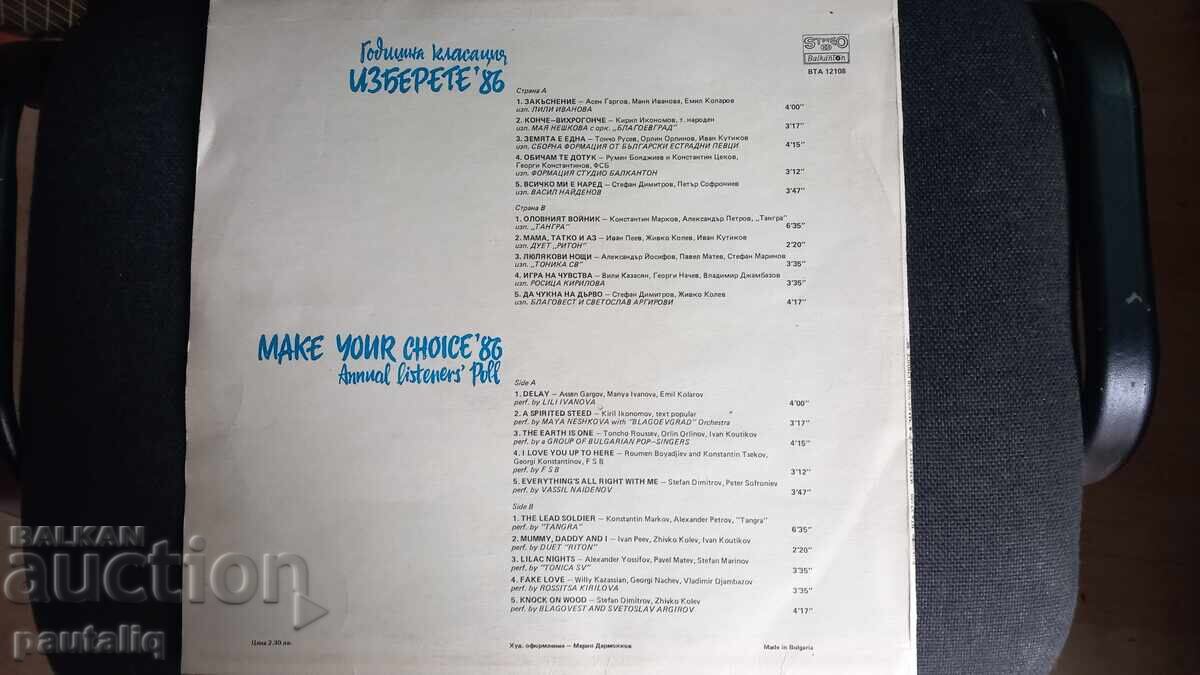 Годишна класация
ИЗБЕРЕТЕ '86
STEREO
Balkanton
ВТА 12108
Страна А
1. ЗАКЪСНЕНИЕ – Асен Гаргов, Маня Иванова, Емил Коларов
изп. ЛИЛИ ИВАНОВА 4'00"
2. КОНЧЕ–ВИХРОГОНЧЕ – Кирил Икономов, т. народен
изп. МАЯ НЕШКОВА с орк. „БЛАГОЕВГРАД" 3'17"
3. ЗЕМЯТА Е ЕДНА – Тончо Русев, Орлин Орлинов, Иван Кутиков
изп. СБОРНА ФОРМАЦИЯ ОТ БЪЛГАРСКИ ЕСТРАДНИ ПЕВЦИ 4'15"
4. ОБИЧАМ ТЕ ДОТУК – Румен Бояджиев и Константин Цеков,
Георги Константинов, ФСБ
изп. ФОРМАЦИЯ СТУДИО БАЛКАНТОН 3'12"
5. ВСИЧКО МИ Е НАРЕД – Стефан Димитров, Петър Софрониев
изп. ВАСИЛ НАЙДЕНОВ 3'47"
Страна В
1. ОЛОВНИЯТ ВОЙНИК – Константин Марков, Александър Петров, „Тангра"
изп. „ТАНГРА" 6'35"
2. МАМА, ТАТКО И АЗ – Иван Пеев, Живко Колев, Иван Кутиков
изп. ДУЕТ „РИТОН" 2'20"
3. ЛЮЛЯКОВИ НОЩИ – Александър Йосифов, Павел Матев, Стефан Маринов
изп. „ТОНИКА СВ" 3'35"
4. ИГРА НА ЧУВСТВА – Вили Казасян, Георги Начев, Владимир Джамбазов
изп. РОСИЦА КИРИЛОВА 3'35"
5. ДА ЧУКНА НА ДЪРВО – Стефан Димитров, Живко Колев
изп. БЛАГОВЕСТ И СВЕТОСЛАВ АРГИРОВИ 4'17"
MAKE YOUR CHOICE '86
Annual listeners' Poll
Side A
1. DELAY – Assen Gargov, Manya Ivanova, Emil Kolarov
perf. by LILI IVANOVA 4'00"
2. A SPIRITED STEED – Kiril Ikonomov, text popular
perf. by MAYA NESHKOVA with "BLAGOEVGRAD" Orchestra 3'17"
3. THE EARTH IS ONE – Toncho Roussev, Orlin Orlinov, Ivan Koutikov
perf. by a GROUP OF BULGARIAN POP–SINGERS 4'15"
4. I LOVE YOU UP TO HERE – Roumen Boyadjiev and Konstantin Tsekov,
Georgi Konstantinov, F S B
perf. by F S B 3'12"
5. EVERYTHING'S ALL RIGHT WITH ME – Stefan Dimitrov, Peter Sofroniev
perf. by VASSIL NAIDENOV 3'47"
Side B
1. THE LEAD SOLDIER – Konstantin Markov, Alexander Petrov, "Tangra"
perf. by "TANGRA" 6'35"
2. MUMMY, DADDY AND I – Ivan Peev, Zhivko Kolev, Ivan Koutikov
perf. by DUET "RITON" 2'20"
3. LILAC NIGHTS – Alexander Yossifov, Pavel Matev, Stefan Marinov
perf. by "TONICA SV" 3'35"
4. FAKE LOVE – Willy Kazassian, Georgi Nachev, Vladimir Djambazov
perf. by ROSSITSA KIRILOVA 3'35"
5. KNOCK ON WOOD – Stefan Dimitrov, Zhivko Kolev
perf. by BLAGOVEST AND SVETOSLAV ARGIROV 4'17"
Цена 2.30 лв.
Худ. оформление – Мария Дермолиев
Made in Bulgaria
BALKAN
auction
pautaliq